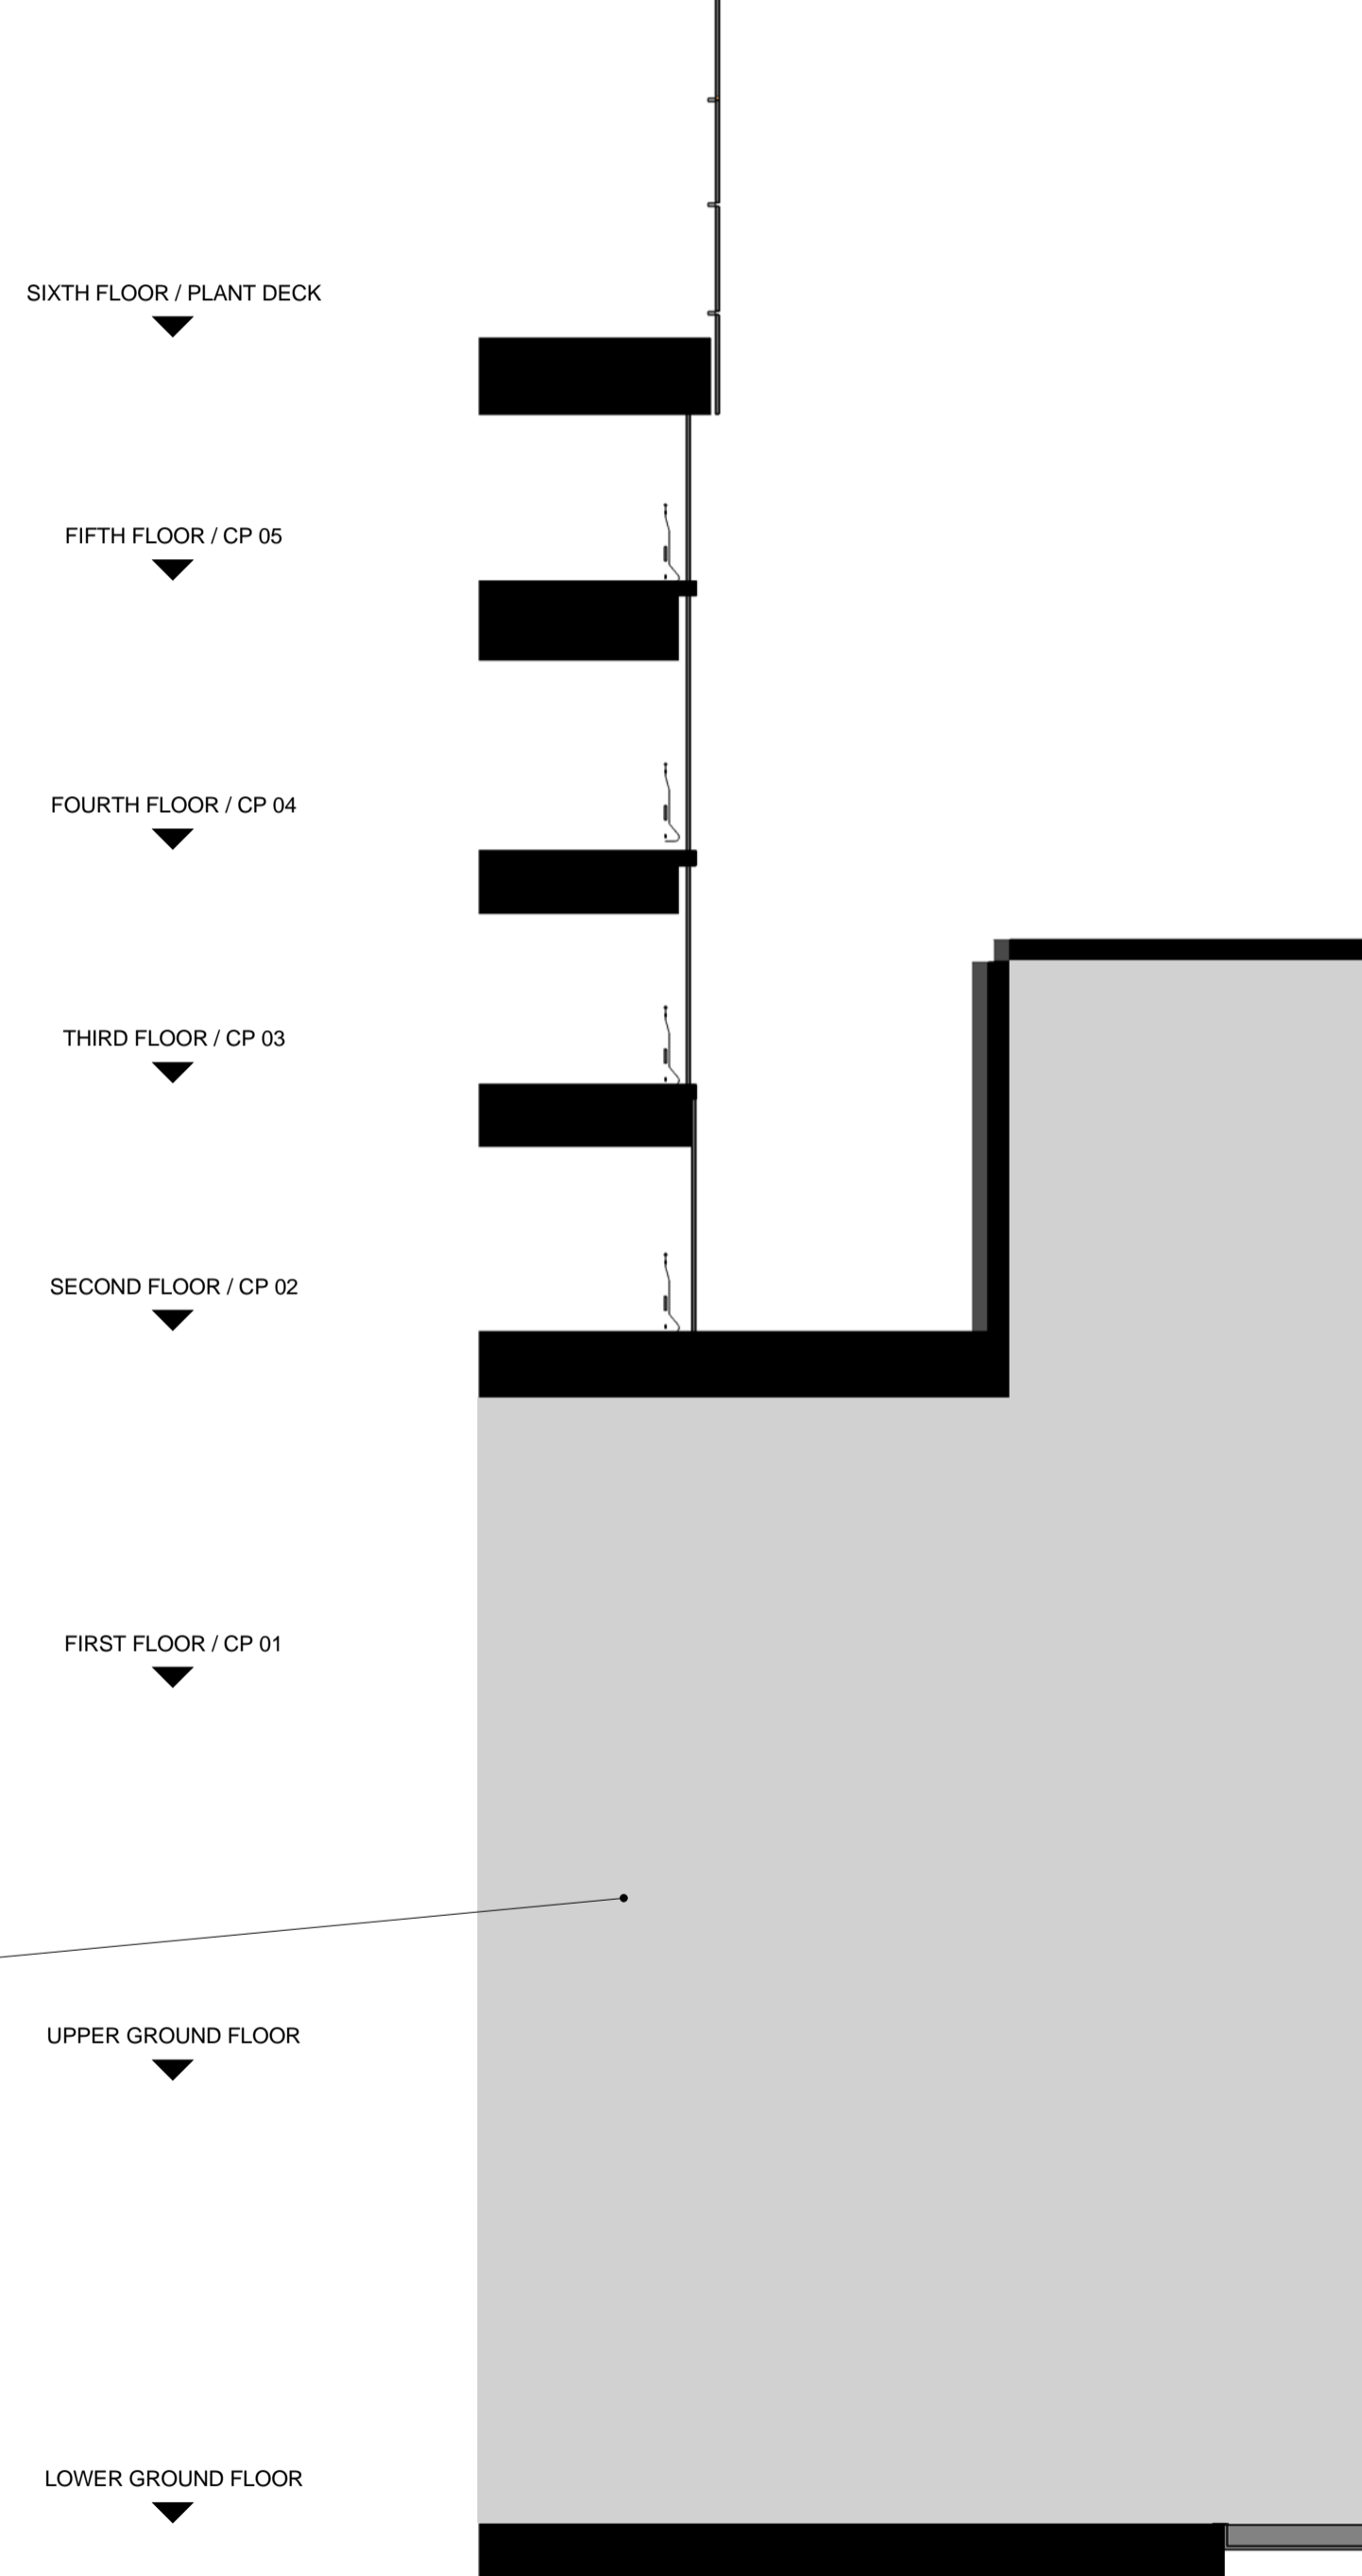 SIXTH FLOOR / PLANT DECK
FIFTH FLOOR / CP 05
FOURTH FLOOR / CP 04
THIRD FLOOR / CP 03
SECOND FLOOR / CP 02
FIRST FLOOR / CP 01
UPPER GROUND FLOOR
LOWER GROUND FLOOR